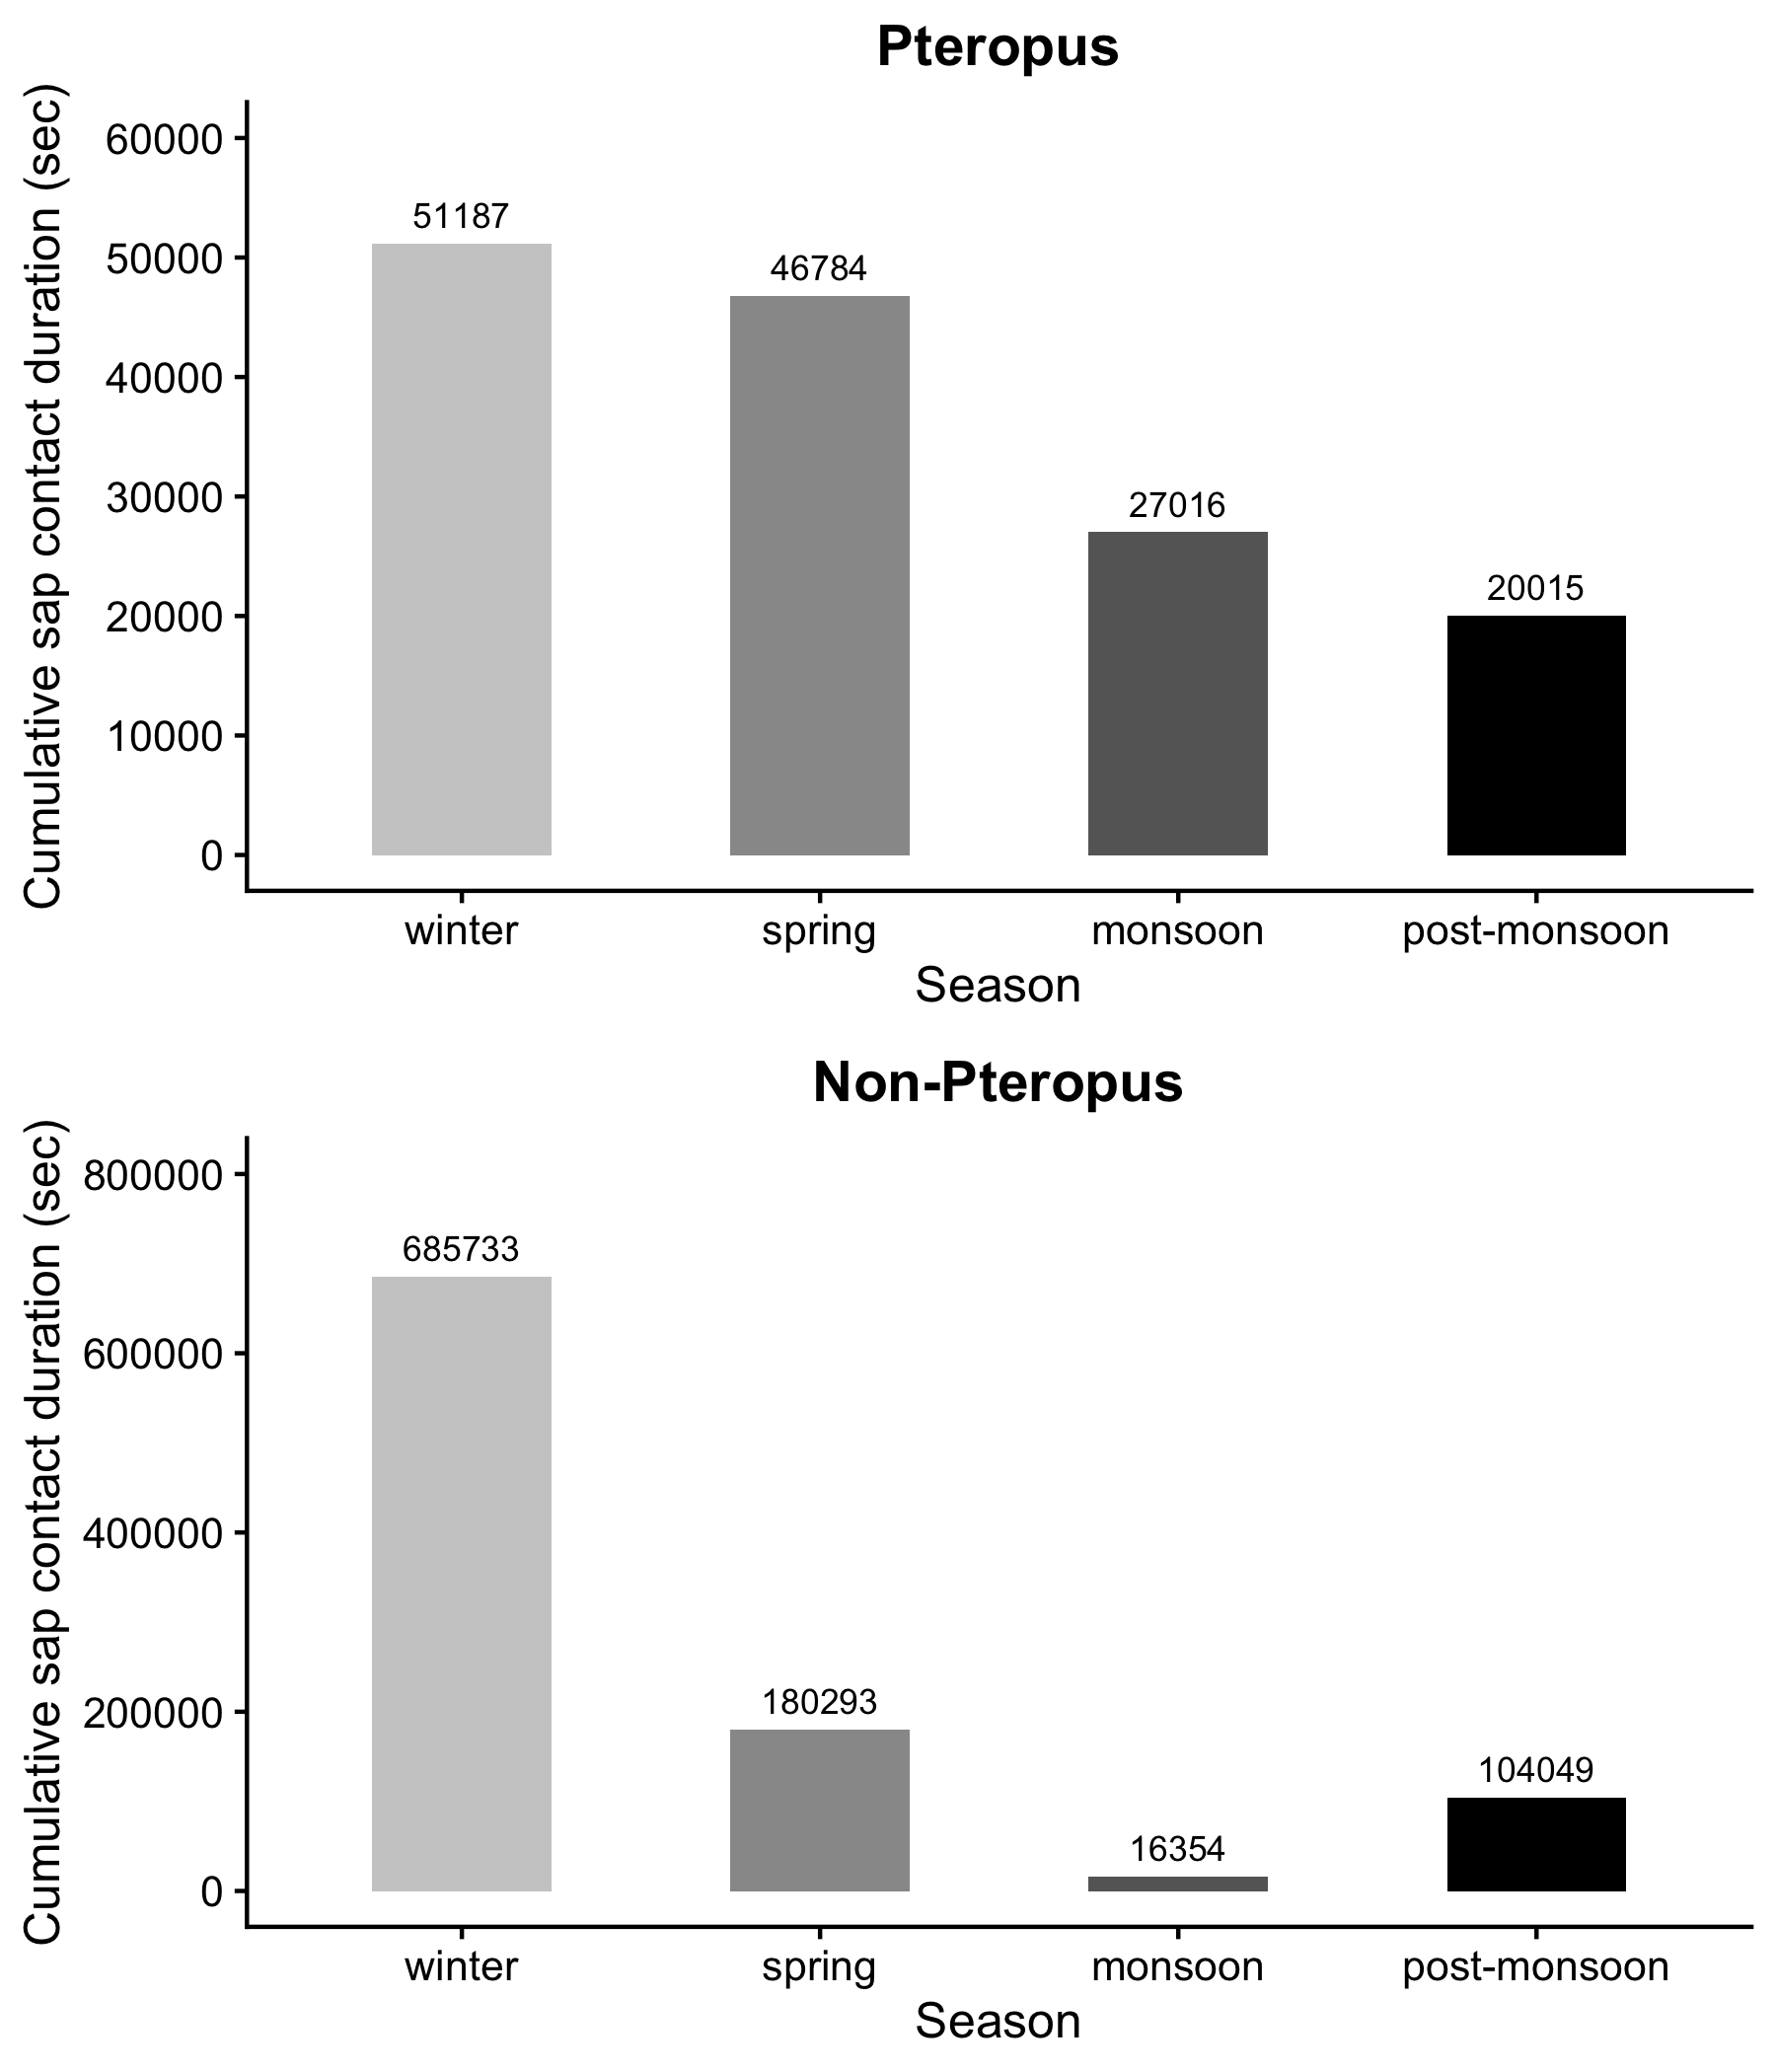 Pteropus
Cumulative sap contact duration (sec)
60000
50000
40000
30000
20000
10000
0
51187
46784
27016
20015
winter
spring
monsoon
post-monsoon
Season
Non-Pteropus
Cumulative sap contact duration (sec)
800000
600000
400000
200000
0
685733
180293
16354
104049
winter
spring
monsoon
post-monsoon
Season